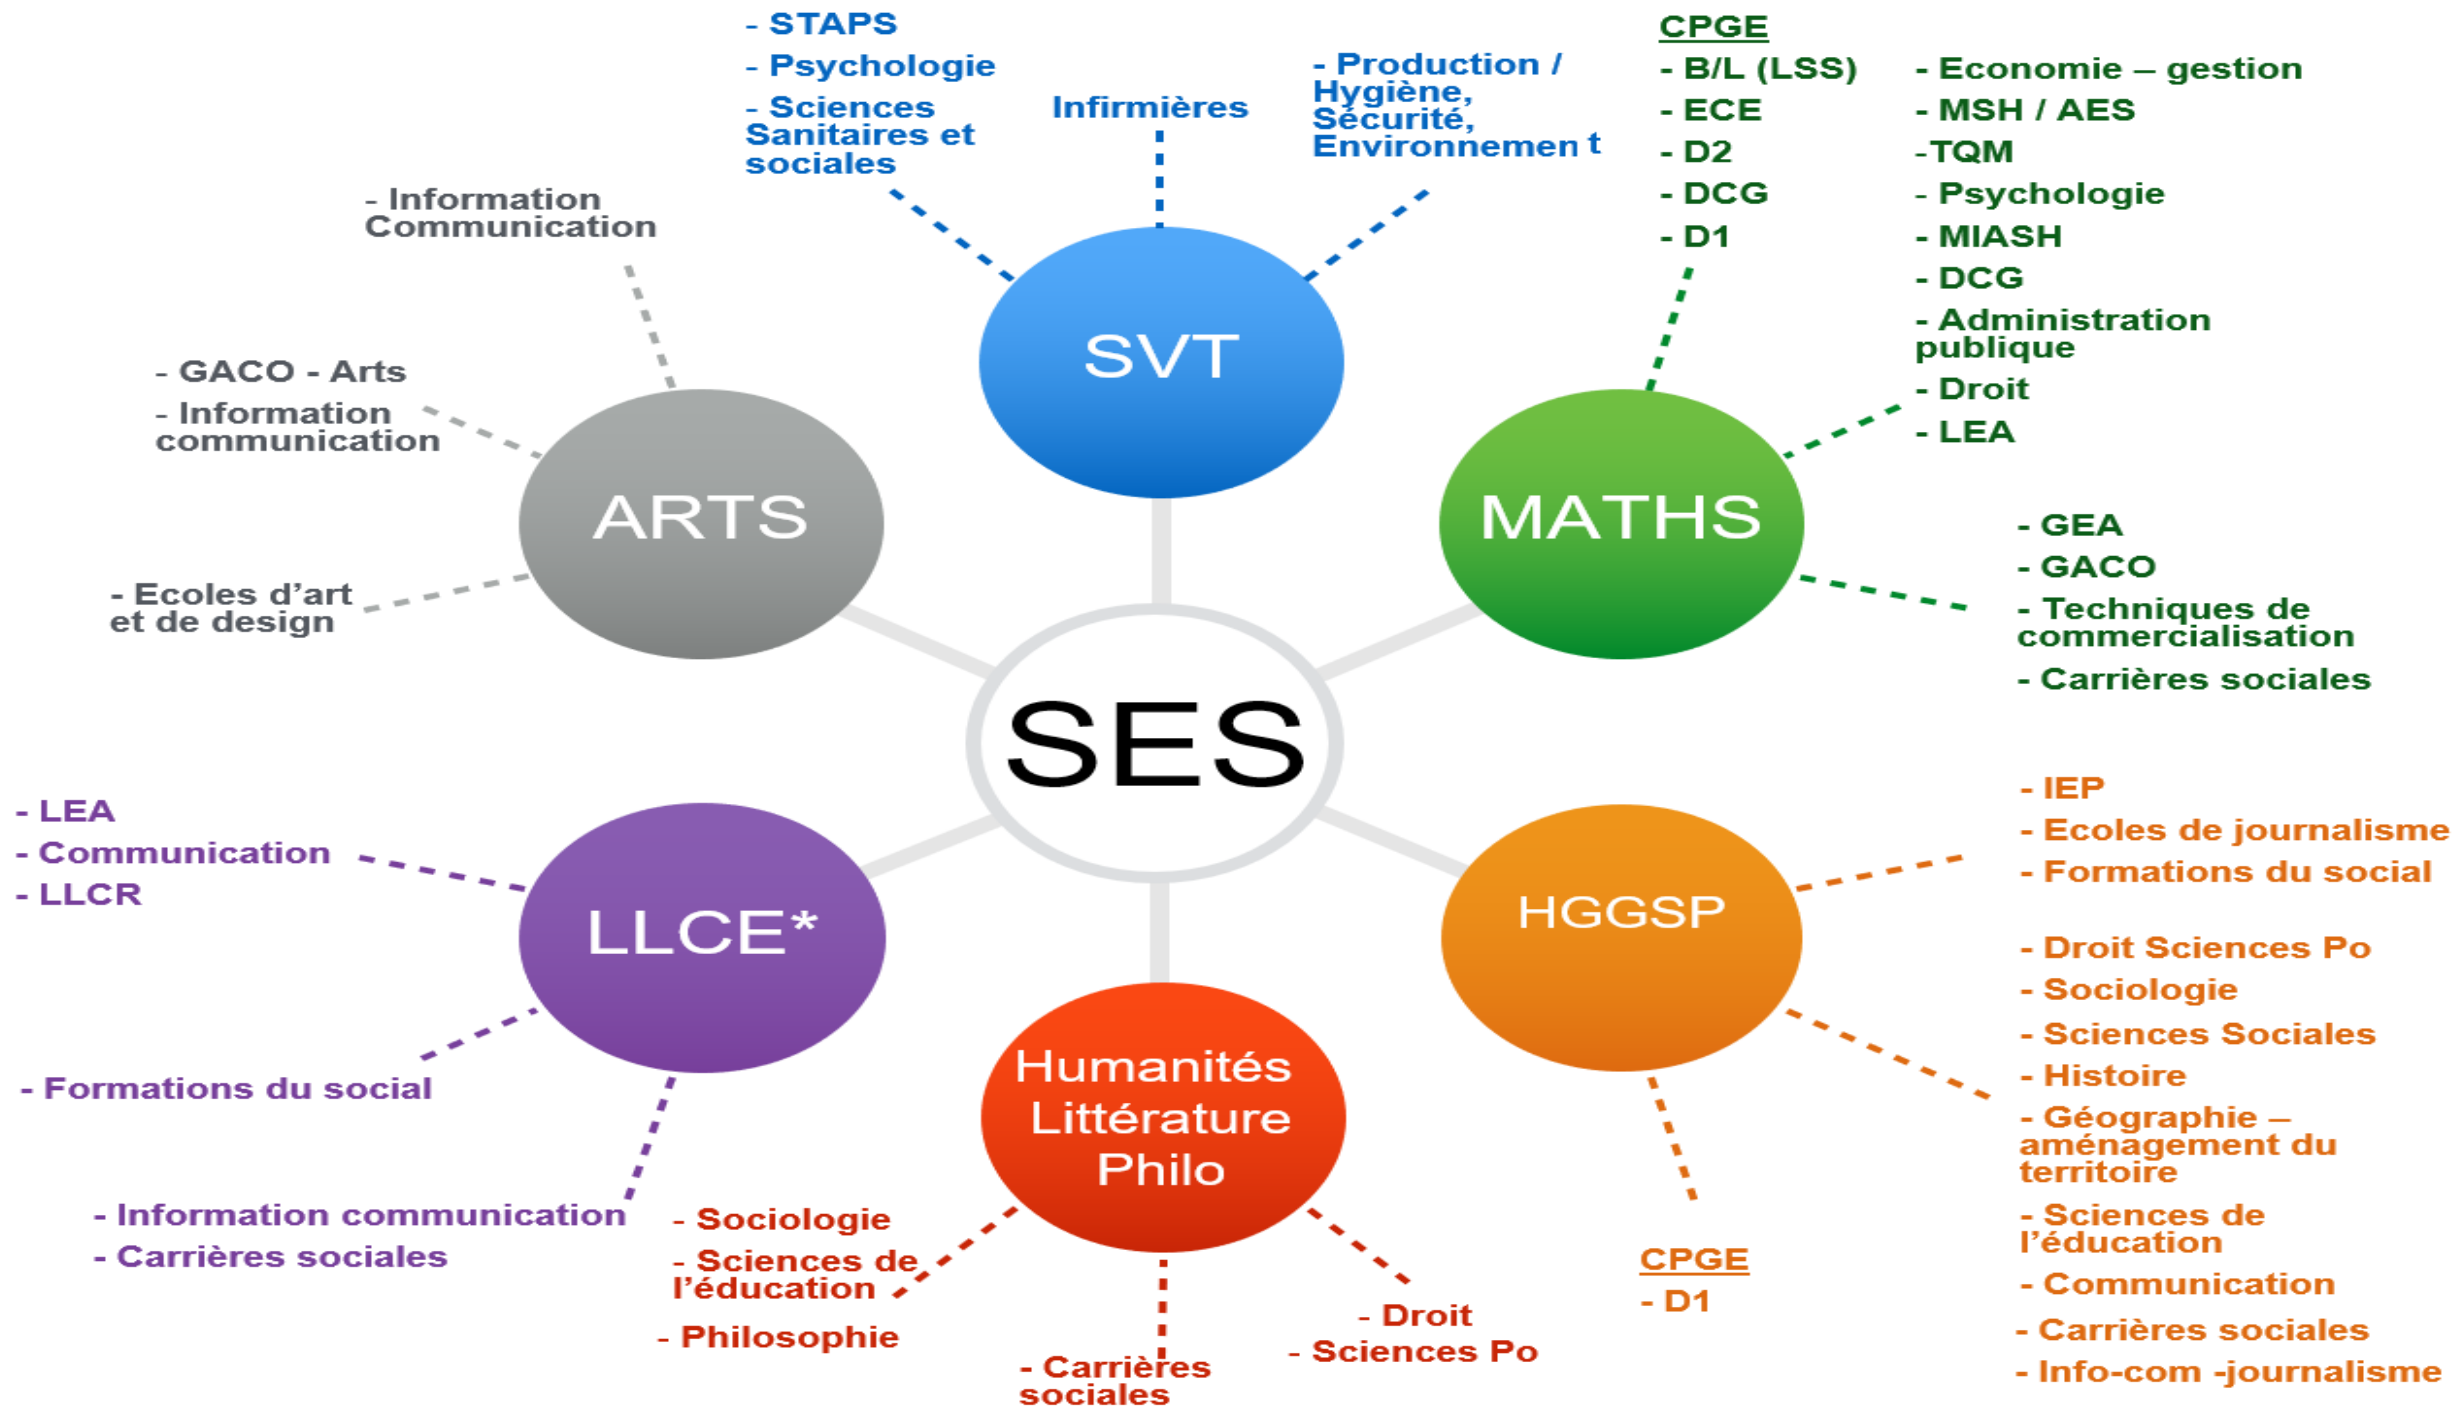 - STAPS
- Psychologie
- Sciences
Sanitaires et
sociales
Infirmières
- Production /
Hygiène,
Sécurité,
Environnemen t
CPGE
- B/L (LSS)
- ECE
- D2
- DCG
- D1
- Economie – gestion
- MSH / AES
-TQM
- Psychologie
- MIASH
- DCG
- Administration
publique
- Droit
- LEA
- Information
Communication
- GACO - Arts
- Information
communication
- Ecoles d’art
et de design
SVT
ARTS
MATHS
- GEA
- GACO
- Techniques de
commercialisation
- Carrières sociales
SES
- LEA
- Communication
- LLCR
LLCE*
- Formations du social
- Information communication
- Carrières sociales
HGGSP
- IEP
- Ecoles de journalisme
- Formations du social
- Droit Sciences Po
- Sociologie
- Sciences Sociales
- Histoire
- Géographie –
aménagement du
territoire
- Sciences de
l’éducation
- Communication
- Carrières sociales
- Info-com -journalisme
CPGE
- D1
Humanités
Littérature
Philo
- Sociologie
- Sciences de
l’éducation
- Philosophie
- Carrières
sociales
- Droit
- Sciences Po